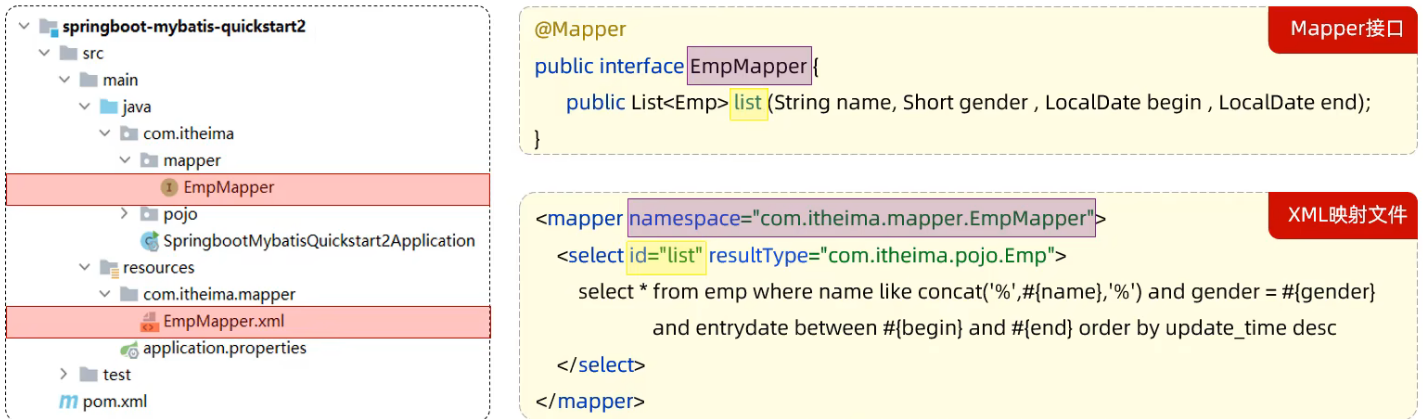 springboot-mybatis-quickstart2
src
main
java
com.itheima
mapper
I EmpMapper
pojo
SpringbootMybatisQuickstart2Application
resources
com.itheima.mapper
EmpMapper.xml
application.properties
test
m pom.xml
Mapper接口
@Mapper
public interface EmpMapper {
public List<Emp> list (String name, Short gender , LocalDate begin , LocalDate end);
}
XML映射文件
<mapper namespace="com.itheima.mapper.EmpMapper">
<select id="list" resultType="com.itheima.pojo.Emp">
select * from emp where name like concat('%',#{name},'%') and gender = #{gender}
and entrydate between #{begin} and #{end} order by update_time desc
</select>
</mapper>